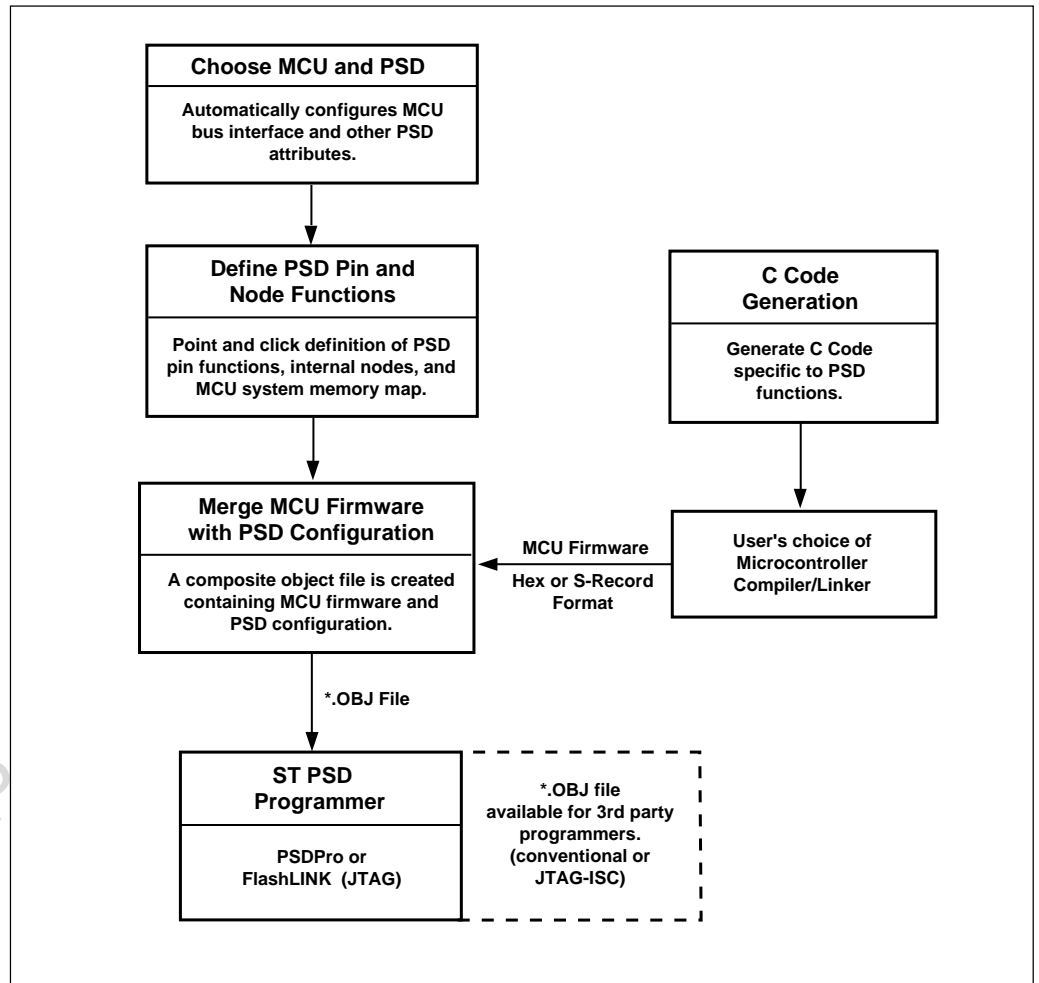 Choose MCU and PSD
Automatically configures MCU
bus interface and other PSD
attributes.
Define PSD Pin and
Node Functions
Point and click definition of PSD
pin functions, internal nodes, and
MCU system memory map.
C Code
Generation
Generate C Code
specific to PSD
functions.
Merge MCU Firmware
with PSD Configuration
A composite object file is created
containing MCU firmware and
PSD configuration.
MCU Firmware
Hex or S-Record
Format
User's choice of
Microcontroller
Compiler/Linker
*.OBJ File
ST PSD
Programmer
PSDPro or
FlashLINK (JTAG)
*.OBJ file
available for 3rd party
programmers.
(conventional or
JTAG-ISC)